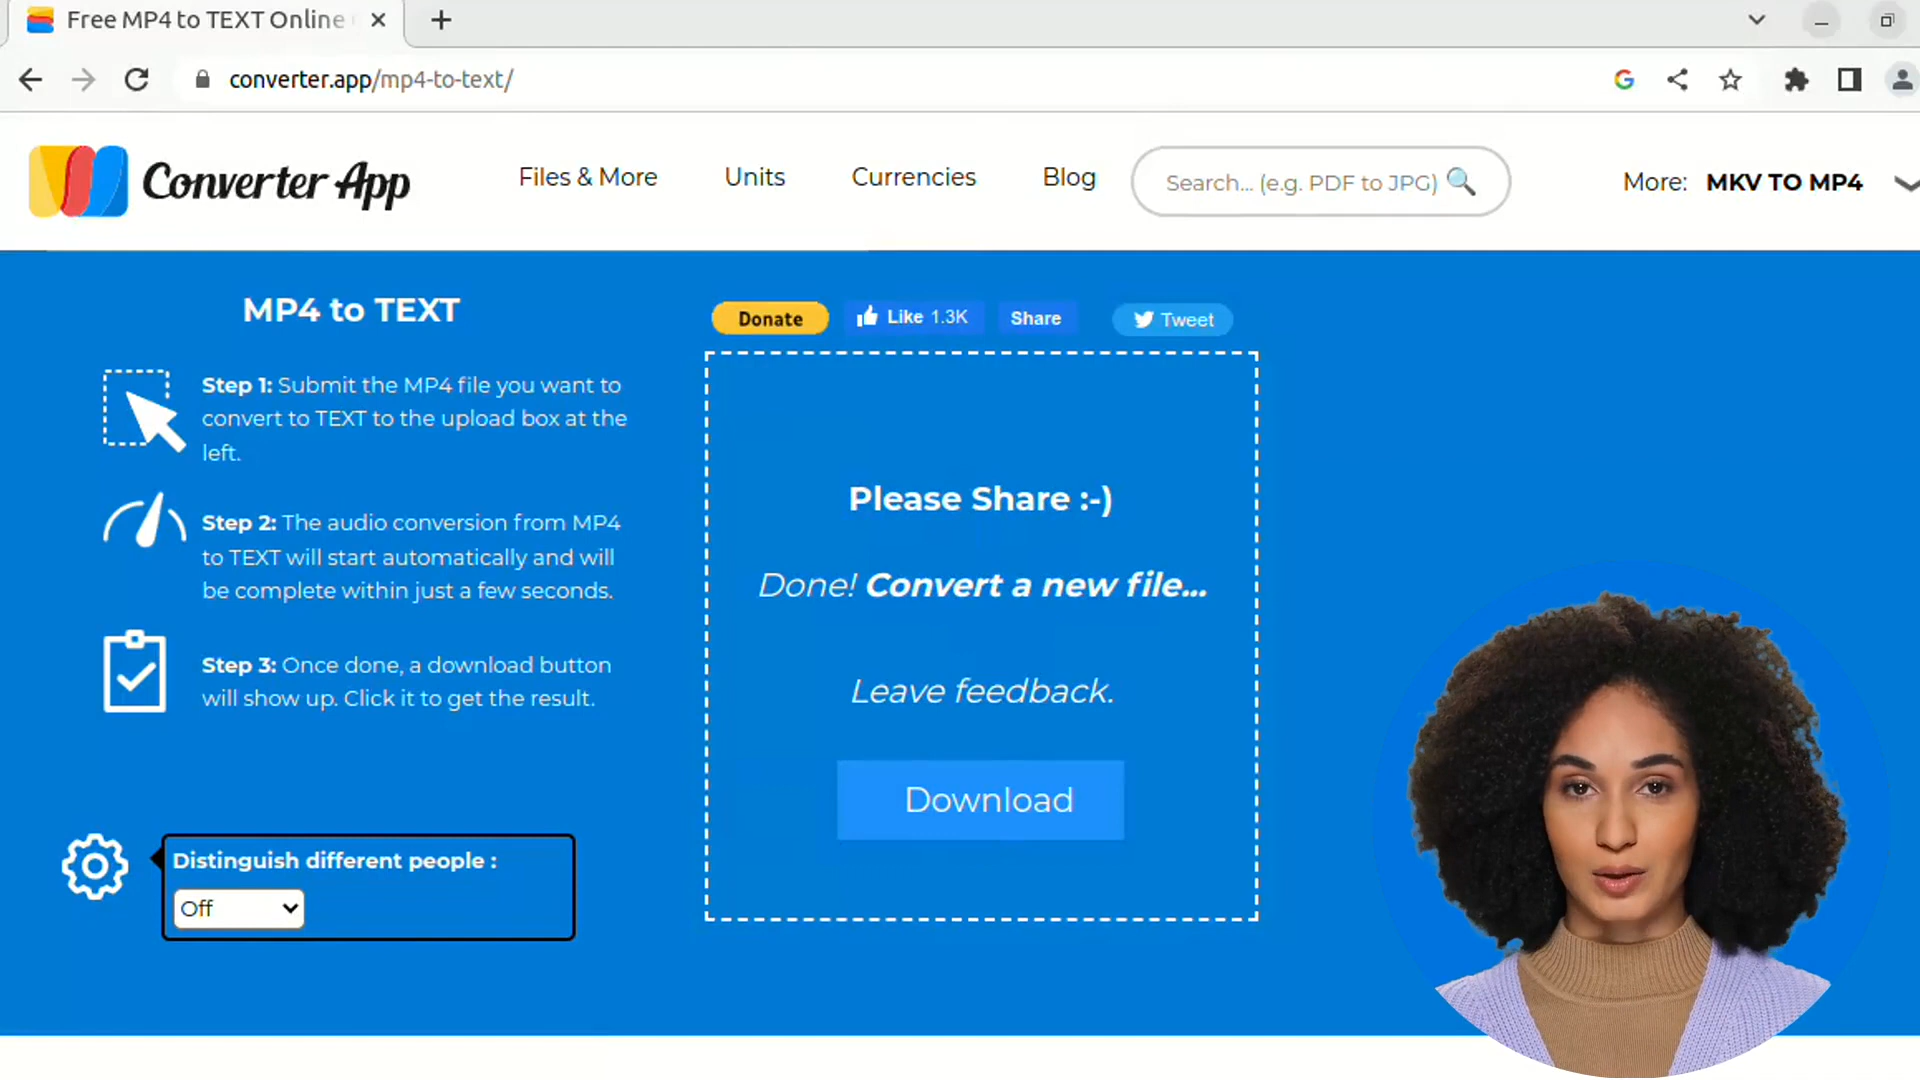 Free MP4 to TEXT Online
converter.app/mp4-to-text/
Converter App
Files & More
Units
Currencies
Blog
Search... (e.g. PDF to JPG)
More: MKV TO MP4
MP4 to TEXT
Step 1: Submit the MP4 file you want to
convert to TEXT to the upload box at the
left.
Step 2: The audio conversion from MP4
to TEXT will start automatically and will
be complete within just a few seconds.
Step 3: Once done, a download button
will show up. Click it to get the result.
Distinguish different people :
Off
Donate
Like 1.3K
Share
Tweet
Please Share :-)
Done! Convert a new file...
Leave feedback.
Download